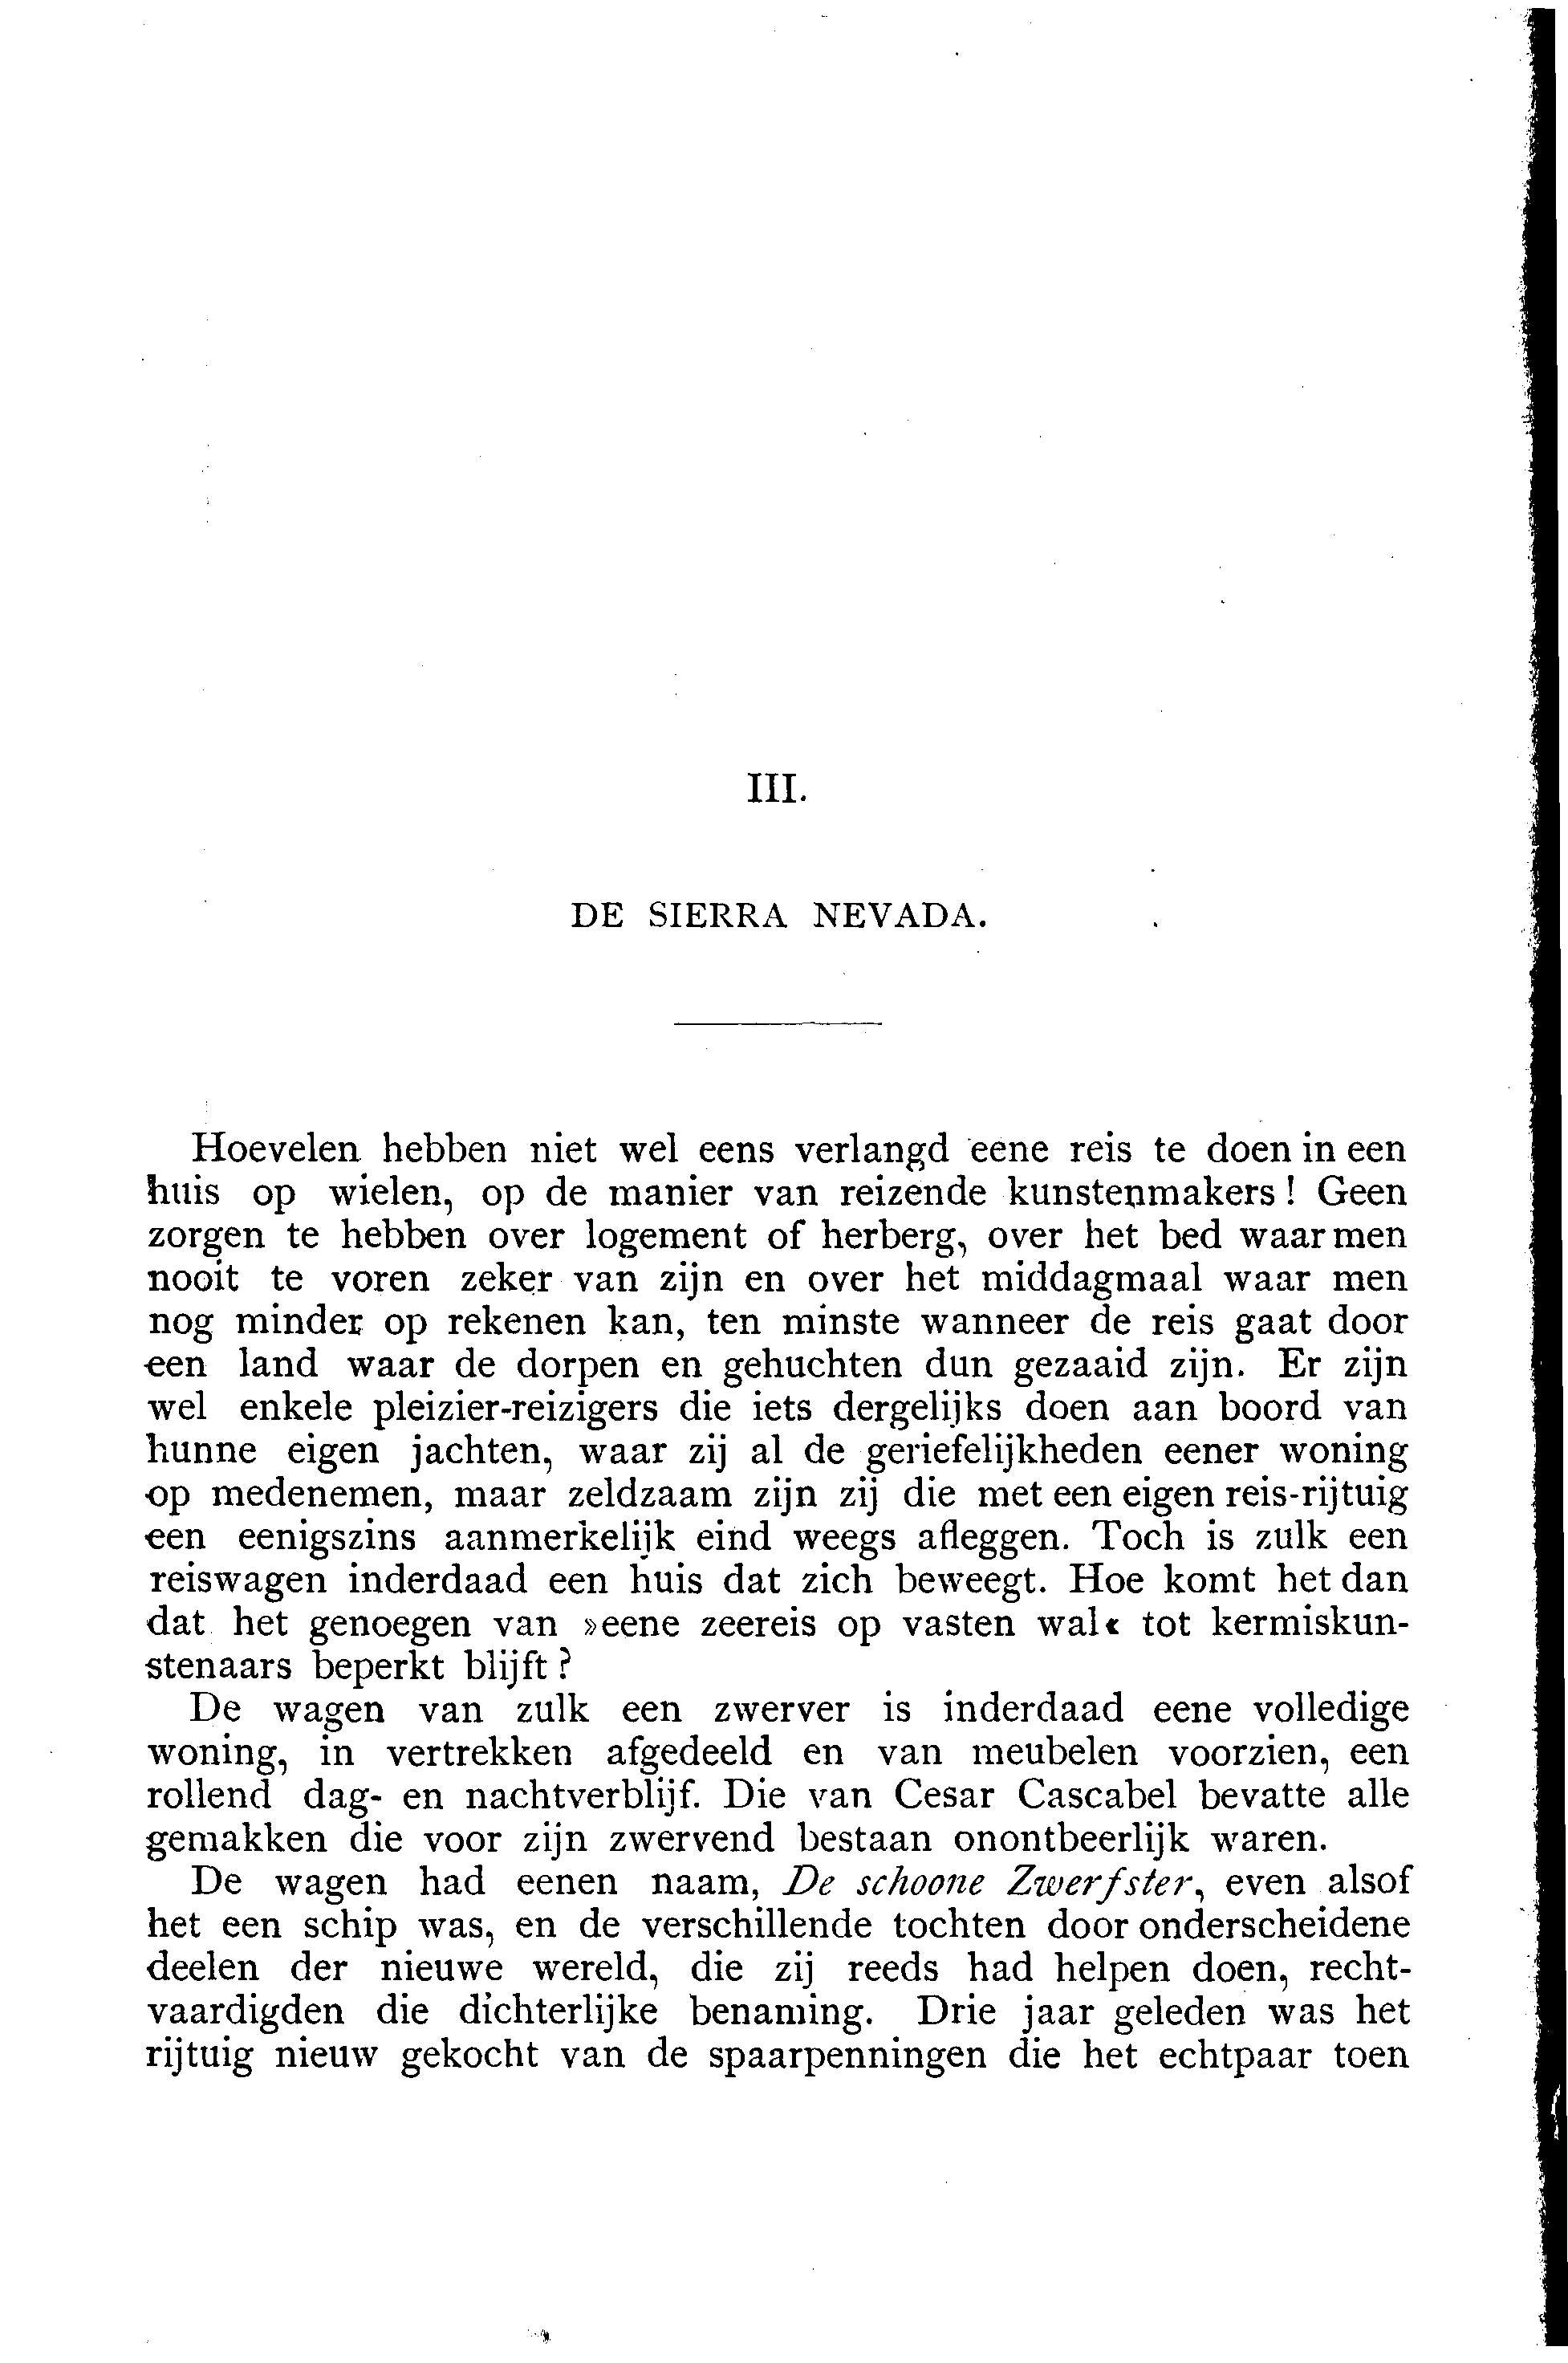 III.
DE SIERRA NEVADA.
Hoevelen hebben niet wel eens verlangd eene reis te doen in een
huis op wielen, op de manier van reizende kunstenmakers! Geen
zorgen te hebben over logement of herberg, over het bed waar men
nooit te voren zeker van zijn en over het middagmaal waar men
nog minder op rekenen kan, ten minste wanneer de reis gaat door
een land waar de dorpen en gehuchten dun gezaaid zijn. Er zijn
wel enkele pleizier-reizigers die iets dergelijks doen aan boord van
hunne eigen jachten, waar zij al de geriefelijkheden eener woning
op medenemen, maar zeldzaam zijn zij die met een eigen reis-rijtuig
een eenigszins aanmerkelijk eind weegs afleggen. Toch is zulk een
reiswagen inderdaad een huis dat zich beweegt. Hoe komt het dan
dat het genoegen van »eene zeereis op vasten wal« tot kermiskun-
stenaars beperkt blijft?
De wagen van zulk een zwerver is inderdaad eene volledige
woning, in vertrekken afgedeeld en van meubelen voorzien, een
rollend dag- en nachtverblijf. Die van Cesar Cascabel bevatte alle
gemakken die voor zijn zwervend bestaan onontbeerlijk waren.
De wagen had eenen naam, De schoone Zwerfster, even alsof
het een schip was, en de verschillende tochten door onderscheidene
deelen der nieuwe wereld, die zij reeds had helpen doen, recht-
vaardigden die dichterlijke benaming. Drie jaar geleden was het
rijtuig nieuw gekocht van de spaarpenningen die het echtpaar toen